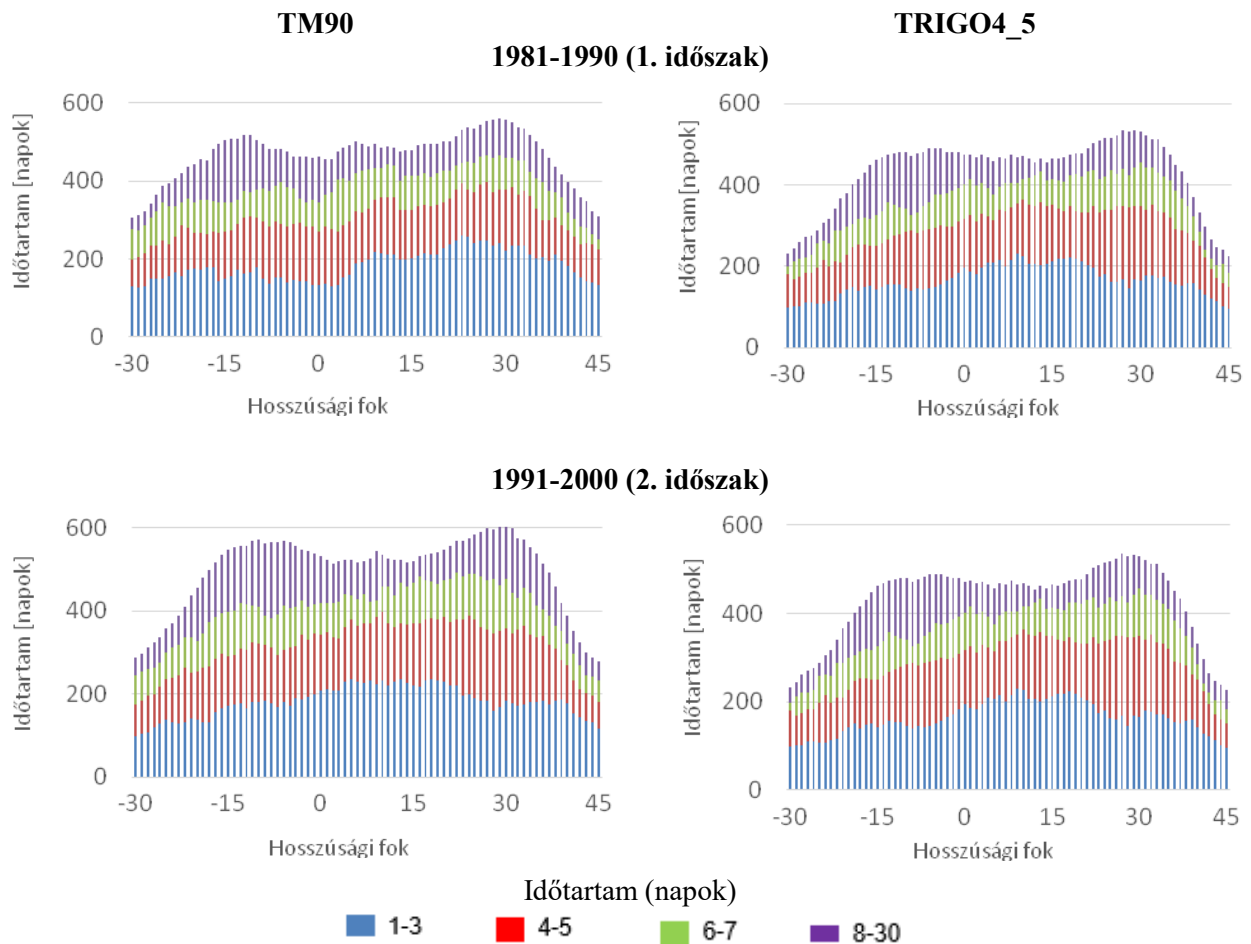 TM90 TRIGO4_5
1981-1990 (1. időszak)
Időtartam [napok]
600
400
200
0
-30 -15 0 15 30 45
Hosszúsági fok
Időtartam [napok]
600
400
200
0
-30 -15 0 15 30 45
Hosszúsági fok
1991-2000 (2. időszak)
Időtartam [napok]
600
400
200
0
-30 -15 0 15 30 45
Hosszúsági fok
Időtartam [napok]
600
400
200
0
-30 -15 0 15 30 45
Hosszúsági fok
Időtartam (napok)
1-3 4-5 6-7 8-30